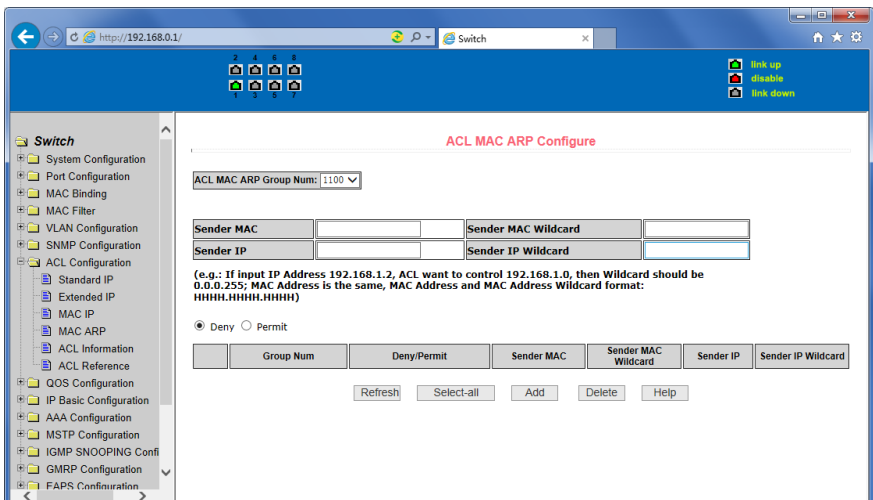 http://192.168.0.1/
Switch
2 4 6 8
1 3 5 7
link up
disable
link down
Switch
System Configuration
Port Configuration
MAC Binding
MAC Filter
VLAN Configuration
SNMP Configuration
ACL Configuration
Standard IP
Extended IP
MAC IP
MAC ARP
ACL Information
ACL Reference
QOS Configuration
IP Basic Configuration
AAA Configuration
MSTP Configuration
IGMP SNOOPING Confi
GMRP Configuration
EAPS Configuration
ACL MAC ARP Configure
ACL MAC ARP Group Num: 1100
Sender MAC Sender MAC Wildcard
Sender IP Sender IP Wildcard
(e.g.: If input IP Address 192.168.1.2, ACL want to control 192.168.1.0, then Wildcard should be
0.0.0.255; MAC Address is the same, MAC Address and MAC Address Wildcard format:
HHHH.HHHH.HHHH)
Deny Permit
Group Num Deny/Permit Sender MAC Sender MAC Wildcard Sender IP Sender IP Wildcard
Refresh Select-all Add Delete Help